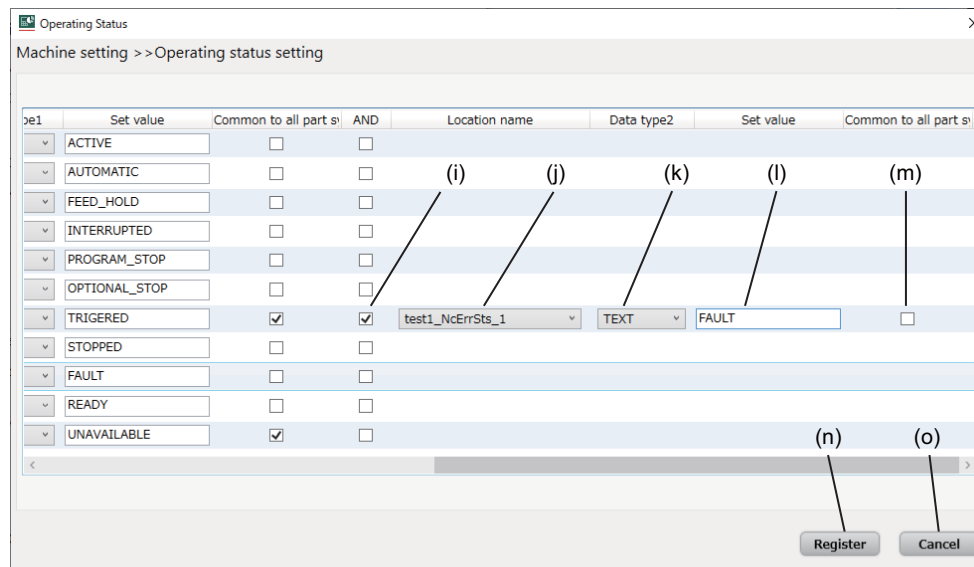 Operating Status
Machine setting >>Operating status setting
pe1 Set value Common to all part sy AND Location name Data type2 Set value Common to all part sy
ACTIVE
AUTOMATIC
(i) (j) (k) (l) (m)
FEED_HOLD
INTERRUPTED
PROGRAM_STOP
OPTIONAL_STOP
TRIGERED test1_NcErrSts_1 TEXT FAULT
STOPPED
FAULT
READY
UNAVAILABLE
(n) (o)
Register Cancel